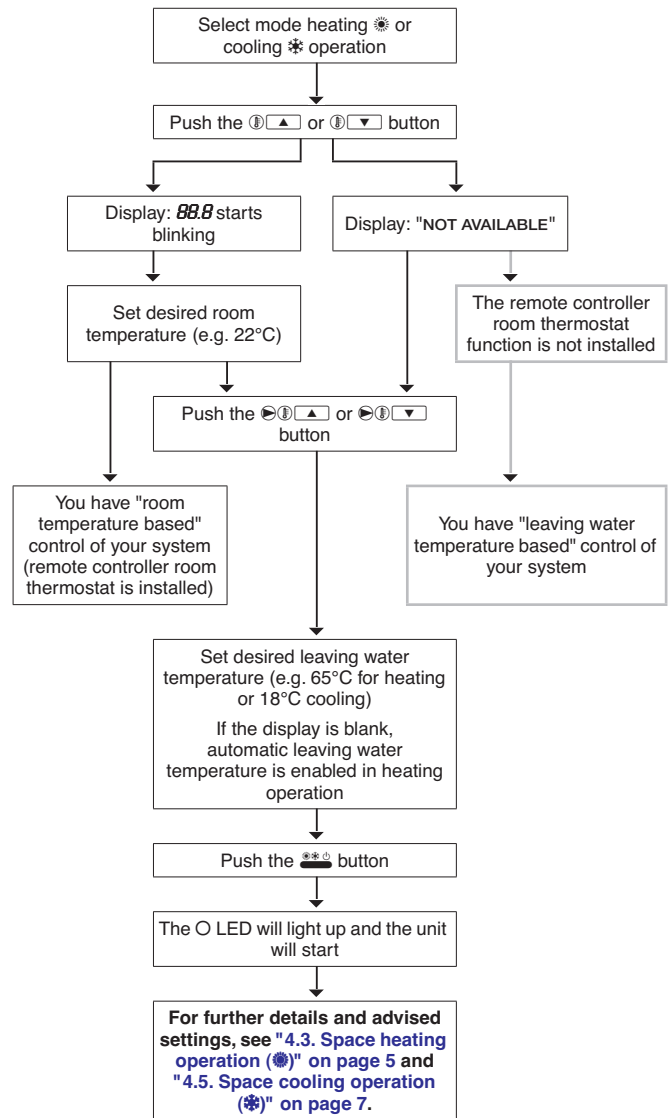 Select mode heating ☀ or
cooling ❄ operation
Push the 🌡▲ or 🌡▼ button
Display: 88.8 starts
blinking
Display: "NOT AVAILABLE"
Set desired room
temperature (e.g. 22°C)
The remote controller
room thermostat
function is not installed
Push the ▶🌡▲ or ▶🌡▼
button
You have "room
temperature based"
control of your system
(remote controller room
thermostat is installed)
You have "leaving water
temperature based" control of
your system
Set desired leaving water
temperature (e.g. 65°C for heating
or 18°C cooling)
If the display is blank,
automatic leaving water
temperature is enabled in heating
operation
Push the ☀❄⏻ button
The O LED will light up and the unit
will start
For further details and advised
settings, see "4.3. Space heating
operation (☀)" on page 5 and
"4.5. Space cooling operation
(❄)" on page 7.